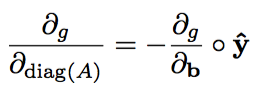 ∂g / ∂diag(A) = − ∂g / ∂b ∘ ŷ